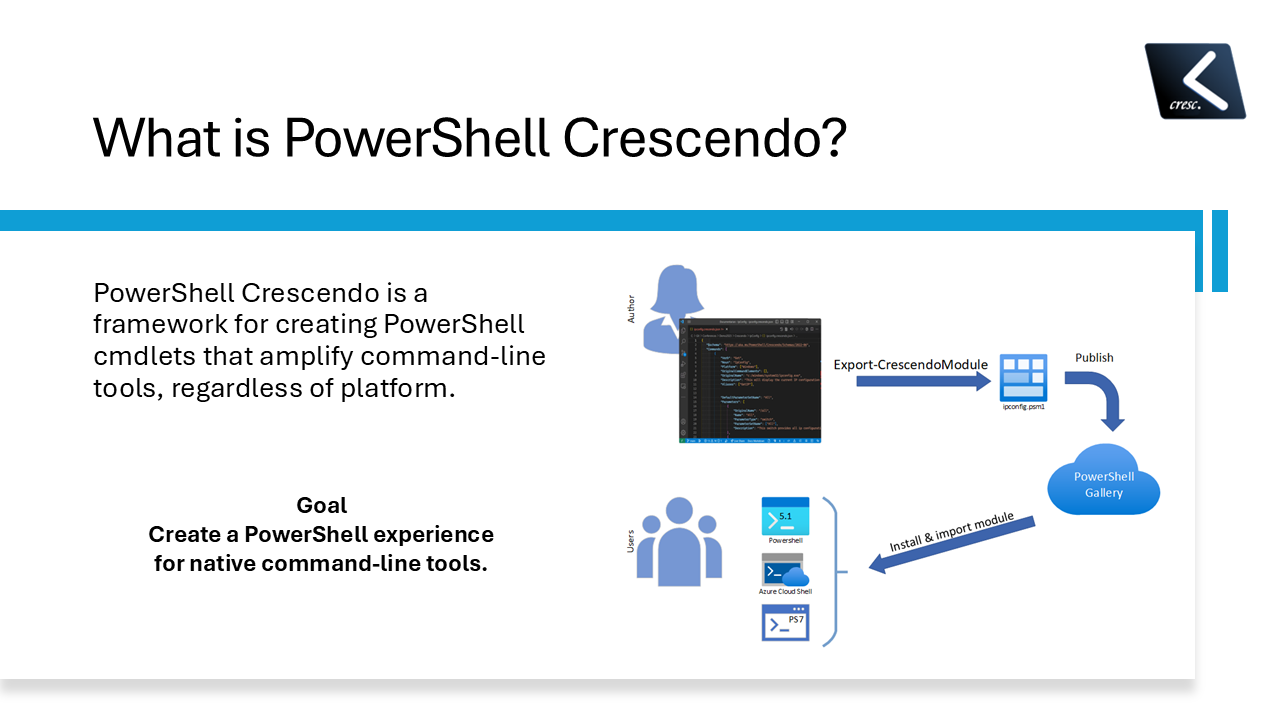 cresc.
What is PowerShell Crescendo?
PowerShell Crescendo is a
framework for creating PowerShell
cmdlets that amplify command-line
tools, regardless of platform.
Goal
Create a PowerShell experience
for native command-line tools.
Author
Export-CrescendoModule
ipconfig.psm1
Publish
PowerShell
Gallery
Install & import module
Users
5.1
Powershell
Azure Cloud Shell
PS7